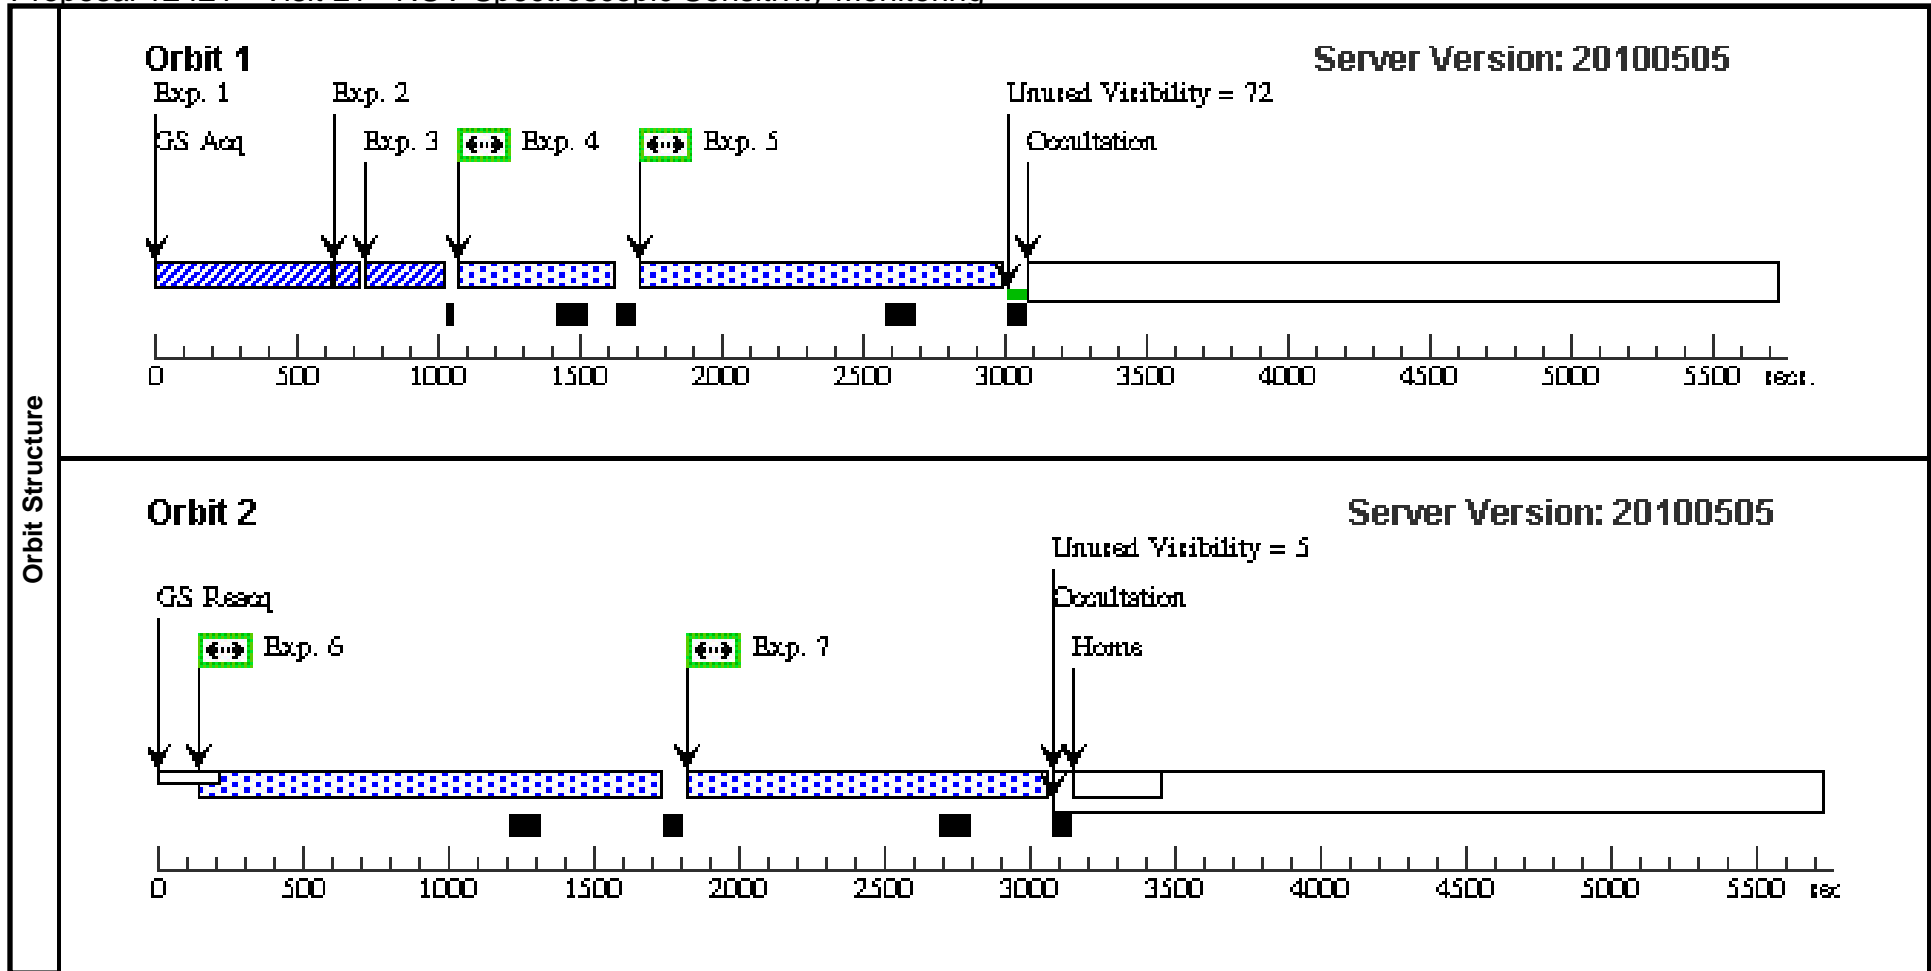 Orbit Structure
Orbit 1
Server Version: 20100505
Exp. 1
Exp. 2
Unused Visibility = 72
GS Acq
Exp. 3
Exp. 4
Exp. 5
Occultation
0 500 1000 1500 2000 2500 3000 3500 4000 4500 5000 5500 secs.
Orbit 2
Server Version: 20100505
Unused Visibility = 5
GS Reacq
Occultation
Exp. 6
Exp. 7
Home
0 500 1000 1500 2000 2500 3000 3500 4000 4500 5000 5500 sec